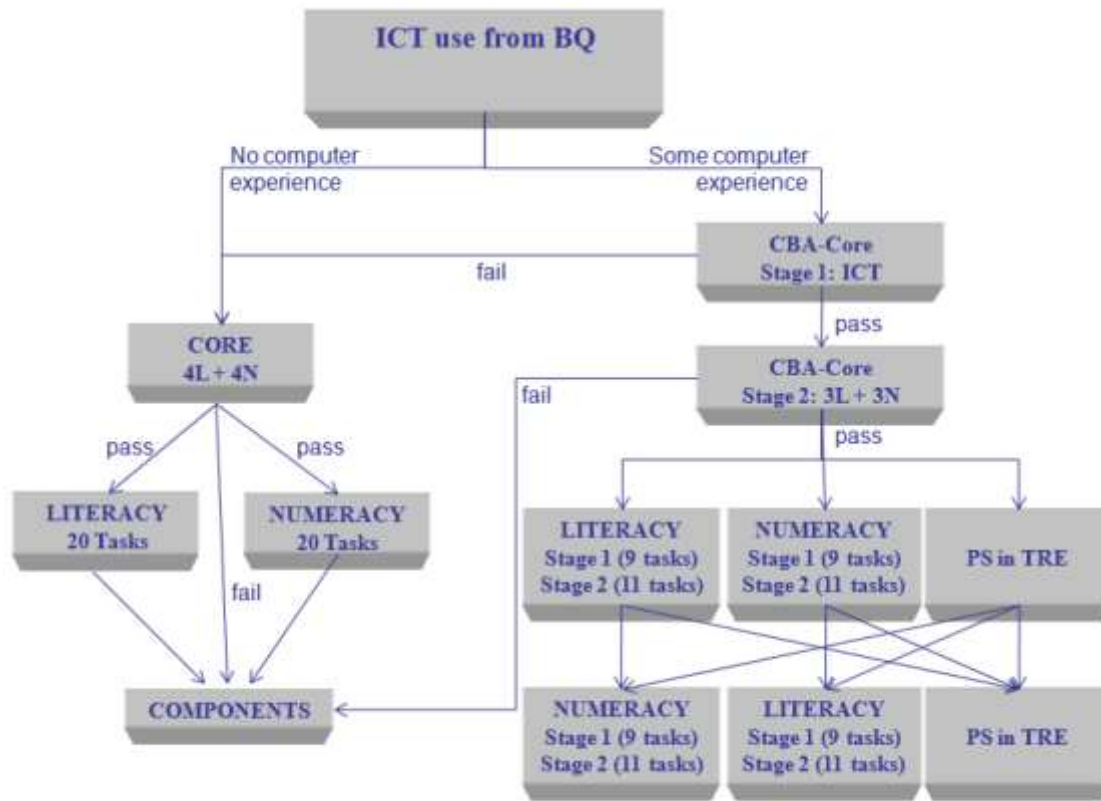 ICT use from BQ
No computer
experience
Some computer
experience
CBA-Core
Stage 1: ICT
fail
pass
CORE
4L + 4N
CBA-Core
Stage 2: 3L + 3N
fail
pass
pass
pass
LITERACY
20 Tasks
NUMERACY
20 Tasks
fail
LITERACY
Stage 1 (9 tasks)
Stage 2 (11 tasks)
NUMERACY
Stage 1 (9 tasks)
Stage 2 (11 tasks)
PS in TRE
COMPONENTS
NUMERACY
Stage 1 (9 tasks)
Stage 2 (11 tasks)
LITERACY
Stage 1 (9 tasks)
Stage 2 (11 tasks)
PS in TRE